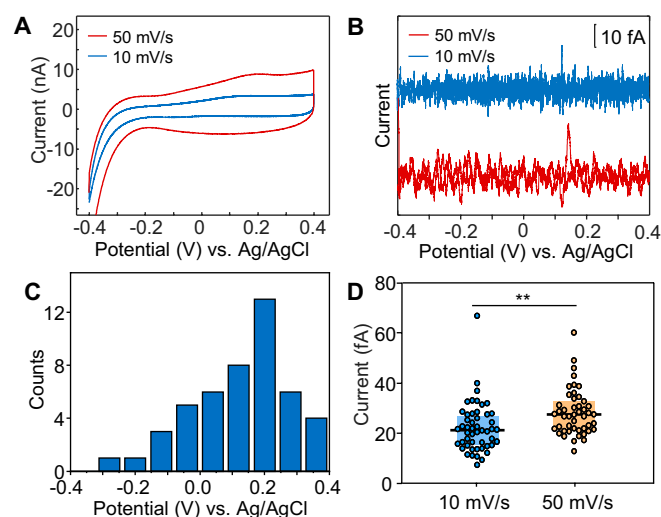 A
50 mV/s
10 mV/s
Current (nA)
20
10
0
-10
-20
-0.4 -0.2 0 0.2 0.4
Potential (V) vs. Ag/AgCl
B
50 mV/s
10 mV/s
10 fA
Current
-0.4 -0.2 0 0.2 0.4
Potential (V) vs. Ag/AgCl
C
Counts
12
8
4
0
-0.4 -0.2 0.0 0.2 0.4
Potential (V) vs. Ag/AgCl
D
Current (fA)
80
60
40
20
0
**
10 mV/s 50 mV/s